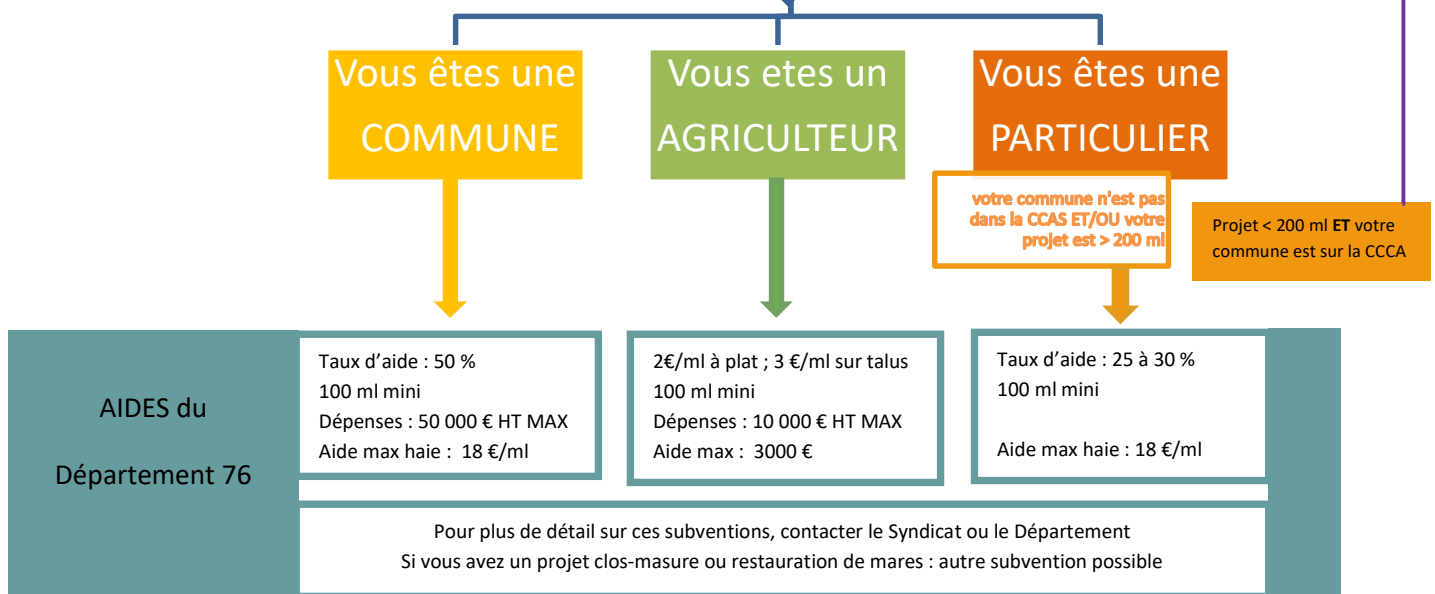 Vous êtes une
COMMUNE
Vous etes un
AGRICULTEUR
Vous êtes une
PARTICULIER
votre commune n'est pas
dans la CCAS ET/OU votre
projet est > 200 ml
Projet < 200 ml ET votre
commune est sur la CCCA
AIDES du
Département 76
Taux d'aide : 50 %
100 ml mini
Dépenses : 50 000 € HT MAX
Aide max haie : 18 €/ml
2€/ml à plat ; 3 €/ml sur talus
100 ml mini
Dépenses : 10 000 € HT MAX
Aide max : 3000 €
Taux d'aide : 25 à 30 %
100 ml mini
Aide max haie : 18 €/ml
Pour plus de détail sur ces subventions, contacter le Syndicat ou le Département
Si vous avez un projet clos-masure ou restauration de mares : autre subvention possible